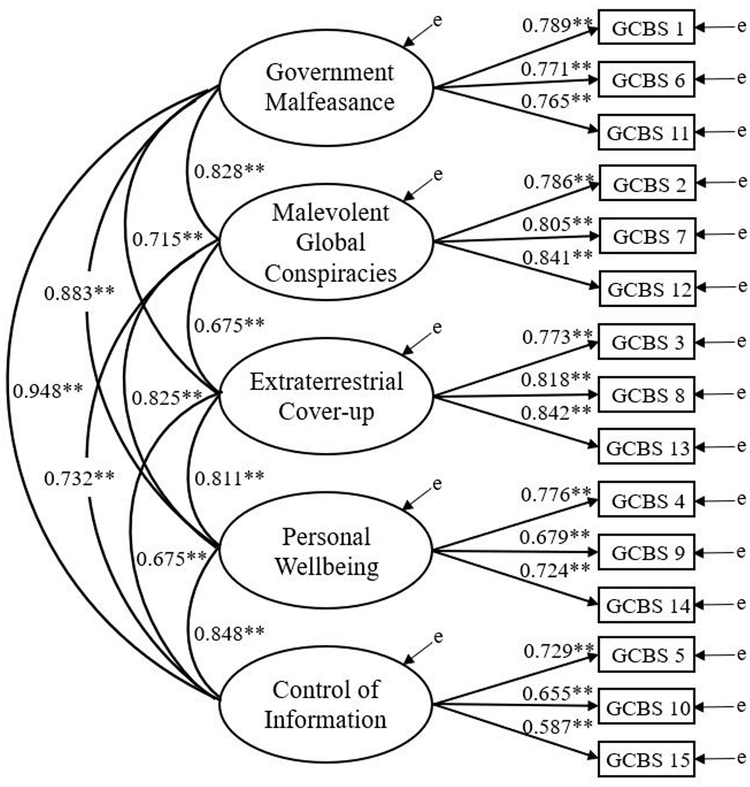 e
0.789**
GCBS 1
e
Government
Malfeasance
0.771**
GCBS 6
e
0.765**
GCBS 11
e
0.828**
e
0.786**
GCBS 2
e
Malevolent
Global
Conspiracies
0.715**
0.805**
GCBS 7
e
0.841**
GCBS 12
e
0.883**
0.675**
e
0.773**
GCBS 3
e
Extraterrestrial
Cover-up
0.948**
0.825**
0.818**
GCBS 8
e
0.842**
GCBS 13
e
0.732**
0.811**
e
0.776**
GCBS 4
e
Personal
Wellbeing
0.675**
0.679**
GCBS 9
e
0.724**
GCBS 14
e
0.848**
e
0.729**
GCBS 5
e
Control of
Information
0.655**
GCBS 10
e
0.587**
GCBS 15
e